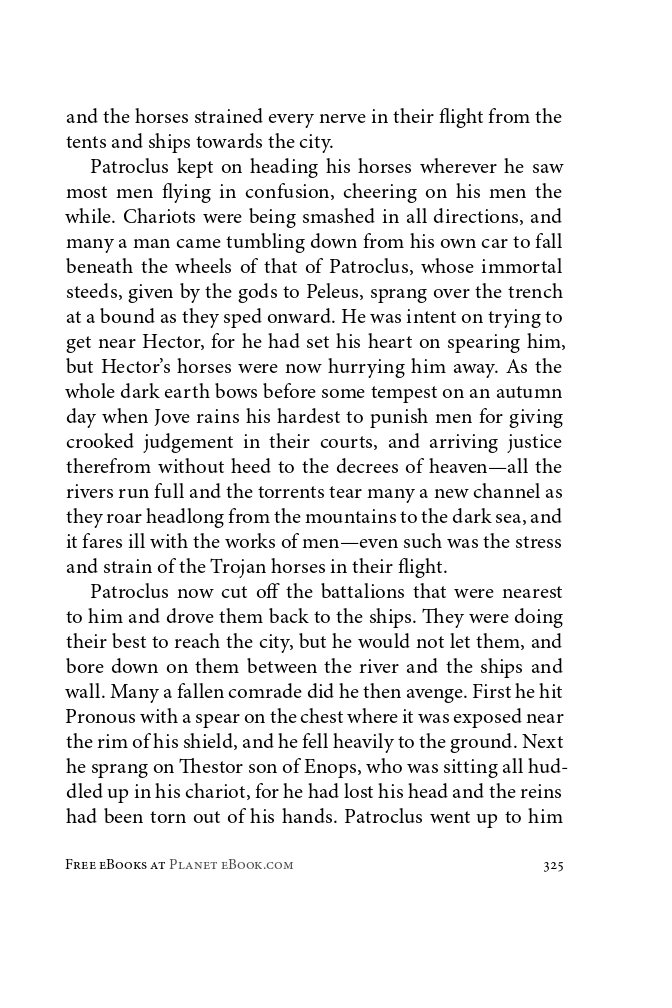 and the horses strained every nerve in their flight from the
tents and ships towards the city.
Patroclus kept on heading his horses wherever he saw
most men flying in confusion, cheering on his men the
while. Chariots were being smashed in all directions, and
many a man came tumbling down from his own car to fall
beneath the wheels of that of Patroclus, whose immortal
steeds, given by the gods to Peleus, sprang over the trench
at a bound as they sped onward. He was intent on trying to
get near Hector, for he had set his heart on spearing him,
but Hector’s horses were now hurrying him away. As the
whole dark earth bows before some tempest on an autumn
day when Jove rains his hardest to punish men for giving
crooked judgement in their courts, and arriving justice
therefrom without heed to the decrees of heaven—all the
rivers run full and the torrents tear many a new channel as
they roar headlong from the mountains to the dark sea, and
it fares ill with the works of men—even such was the stress
and strain of the Trojan horses in their flight.
Patroclus now cut off the battalions that were nearest
to him and drove them back to the ships. They were doing
their best to reach the city, but he would not let them, and
bore down on them between the river and the ships and
wall. Many a fallen comrade did he then avenge. First he hit
Pronous with a spear on the chest where it was exposed near
the rim of his shield, and he fell heavily to the ground. Next
he sprang on Thestor son of Enops, who was sitting all hud-
dled up in his chariot, for he had lost his head and the reins
had been torn out of his hands. Patroclus went up to him
Free eBooks at Planet eBook.com 325